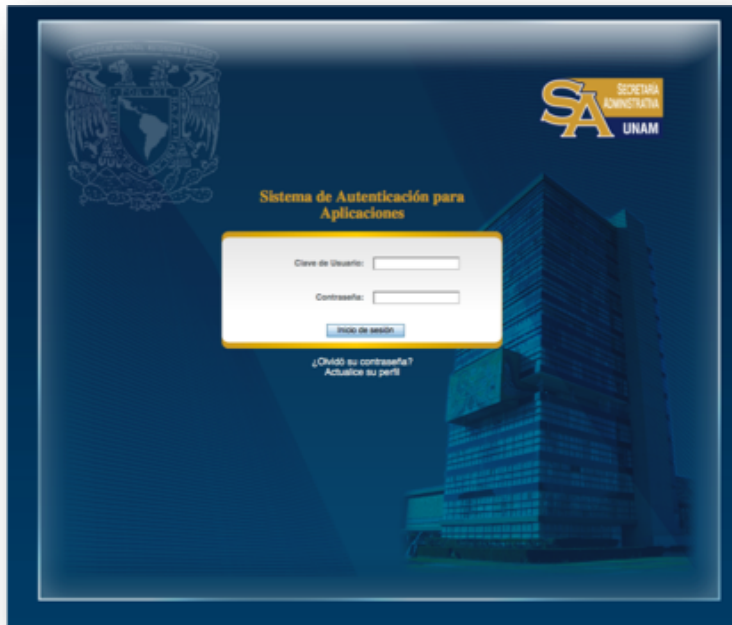 SECRETARÍA
ADMINISTRATIVA
SA
UNAM
Sistema de Autenticación para
Aplicaciones
Clave de Usuario:
Contraseña:
Inicio de sesión
¿Olvidó su contraseña?
Actualice su perfil